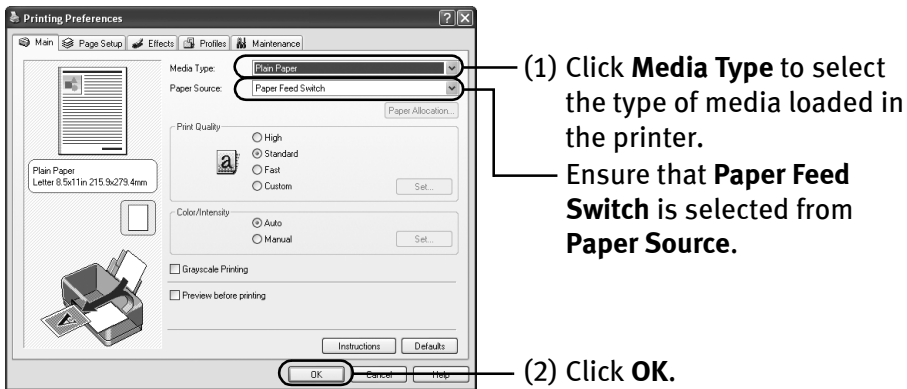 Printing Preferences
Main Page Setup Effects Profiles Maintenance
Media Type: Plain Paper
Paper Source: Paper Feed Switch
Paper Allocation...
Print Quality
High
Standard
Fast
Custom
Set...
Plain Paper
Letter 8.5x11in 215.9x279.4mm
Color/Intensity
Auto
Manual
Set...
Grayscale Printing
Preview before printing
Instructions Defaults
OK Cancel Help
(1) Click Media Type to select
the type of media loaded in
the printer.
Ensure that Paper Feed
Switch is selected from
Paper Source.
(2) Click OK.